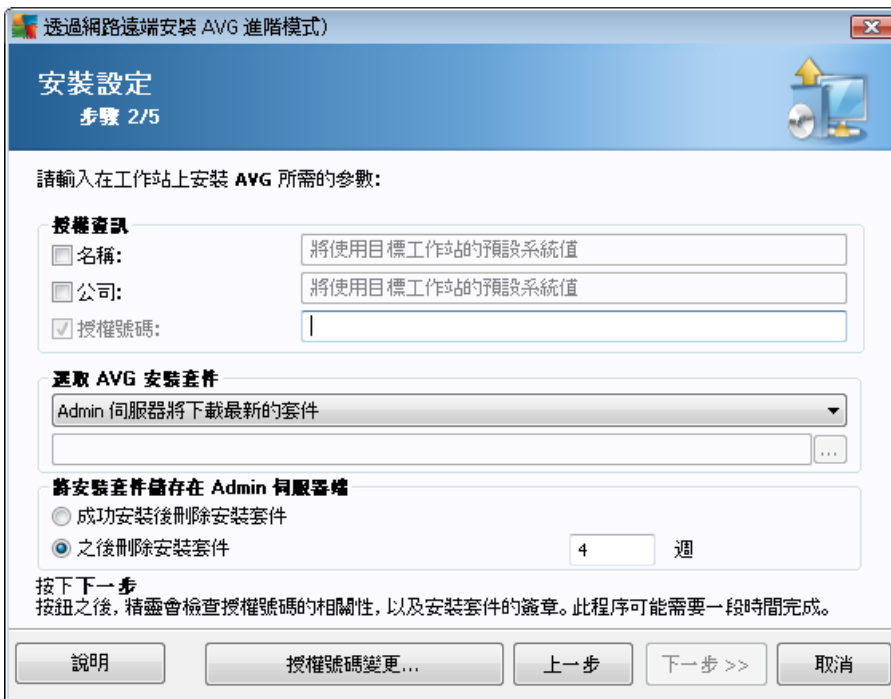 透過網路遠端安裝 AVG 進階模式)
安裝設定
步驟 2/5
請輸入在工作站上安裝 AVG 所需的參數:
授權資訊
名稱:
將使用目標工作站的預設系統值
公司:
將使用目標工作站的預設系統值
授權號碼:
選取 AVG 安裝套件
Admin 伺服器將下載最新的套件
...
將安裝套件儲存在 Admin 伺服器端
成功安裝後刪除安裝套件
之後刪除安裝套件 4 週
按下下一步
按鈕之後, 精靈會檢查授權號碼的相關性, 以及安裝套件的簽章。此程序可能需要一段時間完成。
說明 授權號碼變更... 上一步 下一步 >> 取消